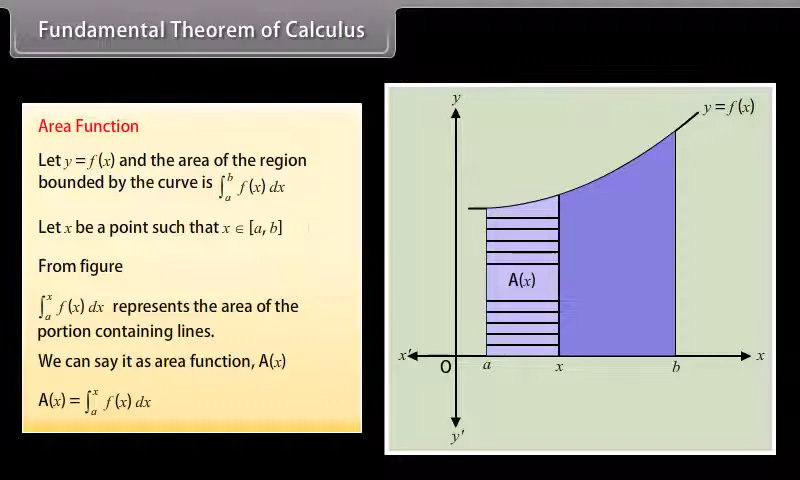 Fundamental Theorem of Calculus
Area Function
Let y = f (x) and the area of the region
bounded by the curve is ∫_a^b f (x) dx
Let x be a point such that x ∈ [a, b]
From figure
∫_a^x f (x) dx represents the area of the
portion containing lines.
We can say it as area function, A(x)
A(x) = ∫_a^x f (x) dx
y
y = f (x)
A(x)
x′
O
a
x
b
x
y′